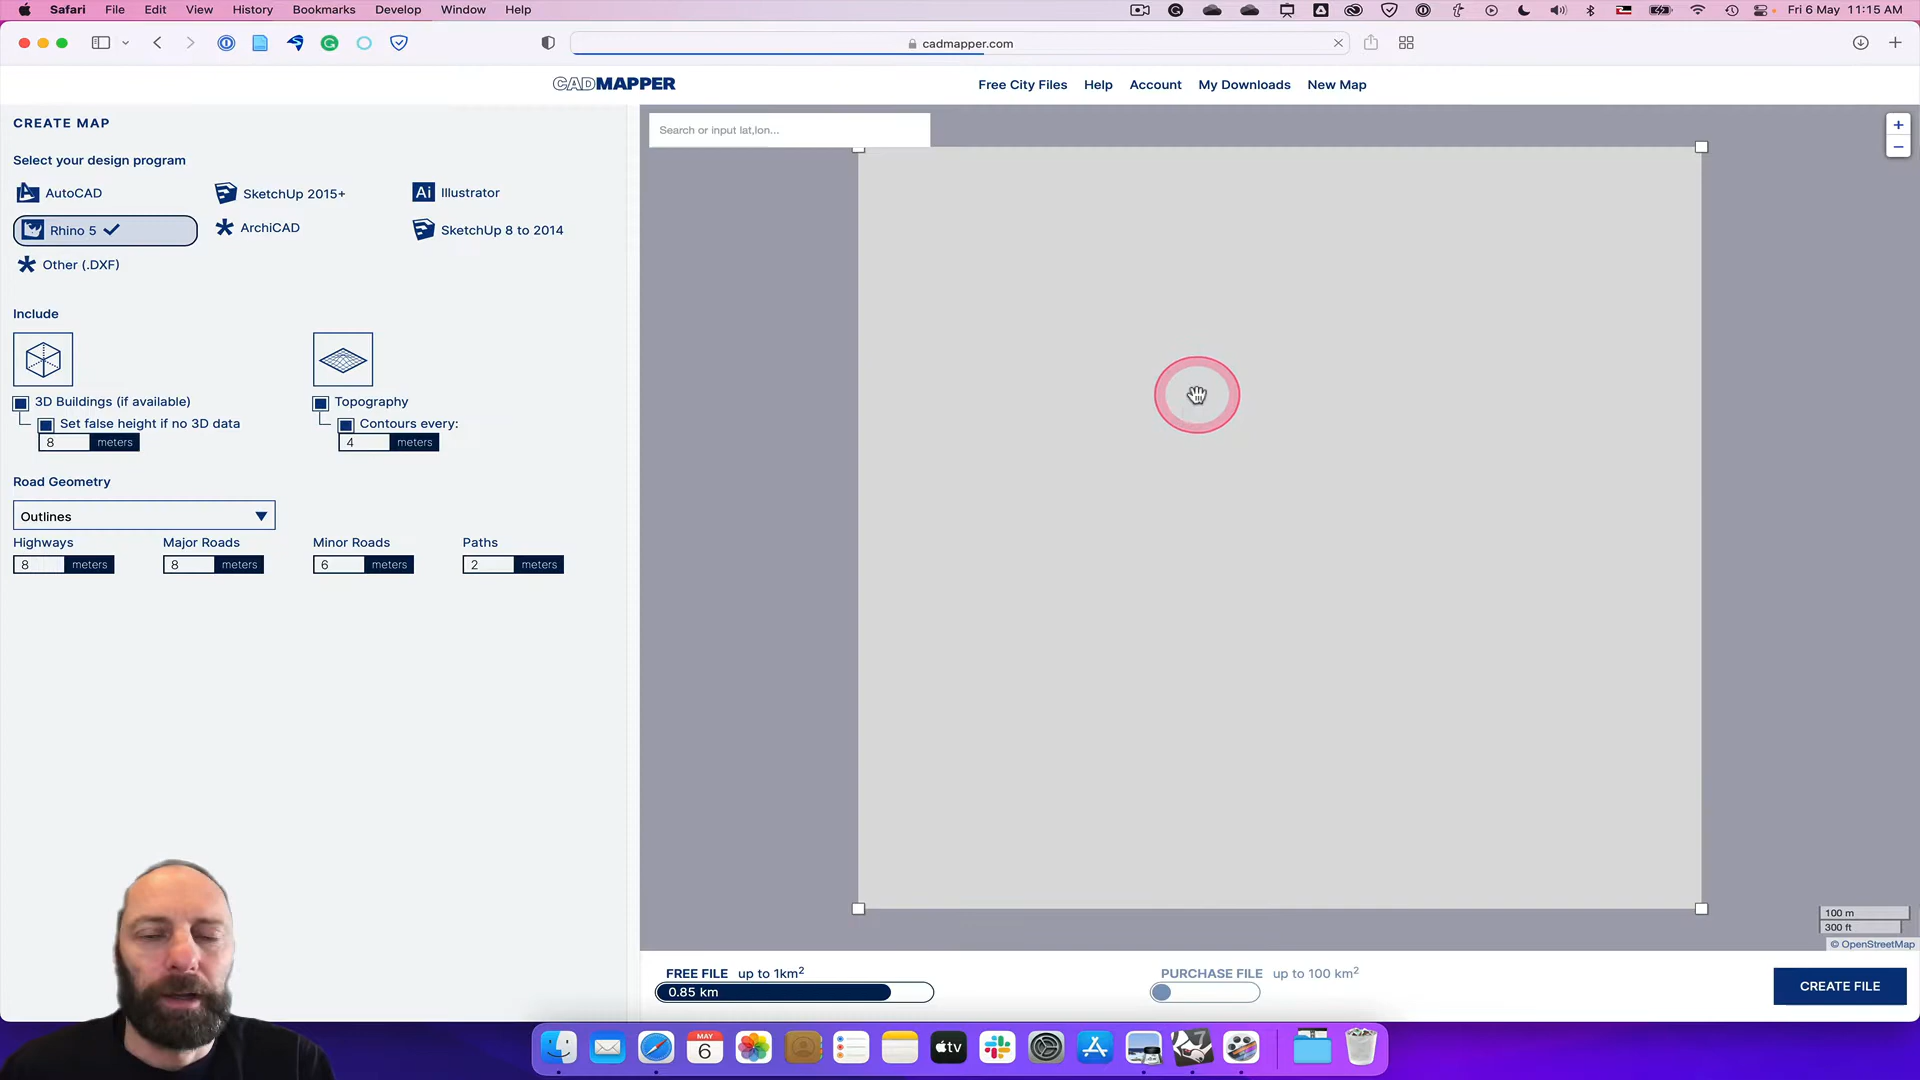 Safari File Edit View History Bookmarks Develop Window Help Fri 6 May 11:15 AM
cadmapper.com
CADMAPPER Free City Files Help Account My Downloads New Map
CREATE MAP
Select your design program
AutoCAD SketchUp 2015+ Ai Illustrator
Rhino 5 ArchiCAD SketchUp 8 to 2014
Other (.DXF)
Include
3D Buildings (if available) Topography
Set false height if no 3D data Contours every:
8 meters 4 meters
Road Geometry
Outlines
Highways Major Roads Minor Roads Paths
8 meters 8 meters 6 meters 2 meters
Search or input lat,lon...
+
−
100 m
300 ft
© OpenStreetMap
FREE FILE up to 1km² PURCHASE FILE up to 100 km²
0.85 km
CREATE FILE
MAY
6
tv